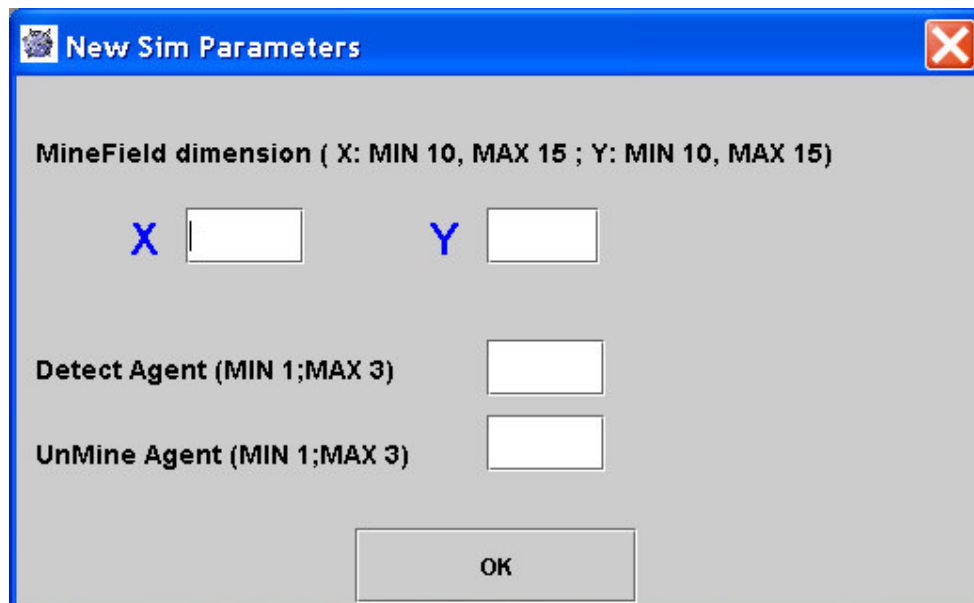 New Sim Parameters
MineField dimension ( X: MIN 10, MAX 15 ; Y: MIN 10, MAX 15)
X Y
Detect Agent (MIN 1;MAX 3)
UnMine Agent (MIN 1;MAX 3)
OK